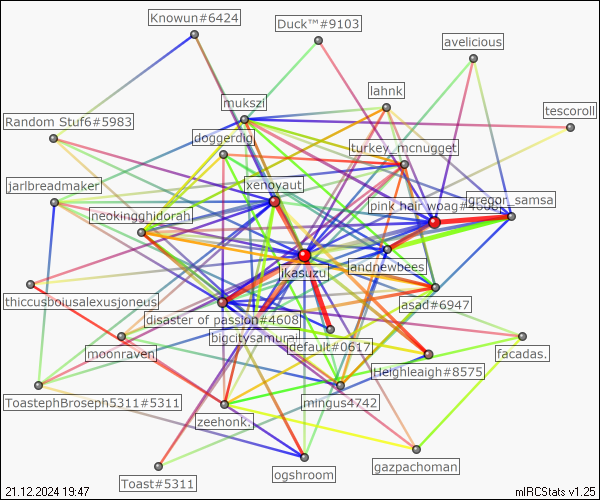 Knowun#6424
Duck™#9103
avelicious
lahnk
mukszi
tescoroll
Random Stuf6#5983
doggerdig
turkey_mcnugget
jarlbreadmaker
xenoyaut
gregor_samsa
pink hair woag#4008
neokingghidorah
ikasuzu
andnewbees
thiccusboiusalexusjoneus
asad#6947
disaster of passion#4608
bigcitysamurai
default#0617
moonraven
facadas.
Heighleaigh#8575
ToastephBroseph5311#5311
mingus4742
zeehonk.
gazpachoman
ogshroom
Toast#5311
21.12.2024 19:47
mIRCStats v1.25